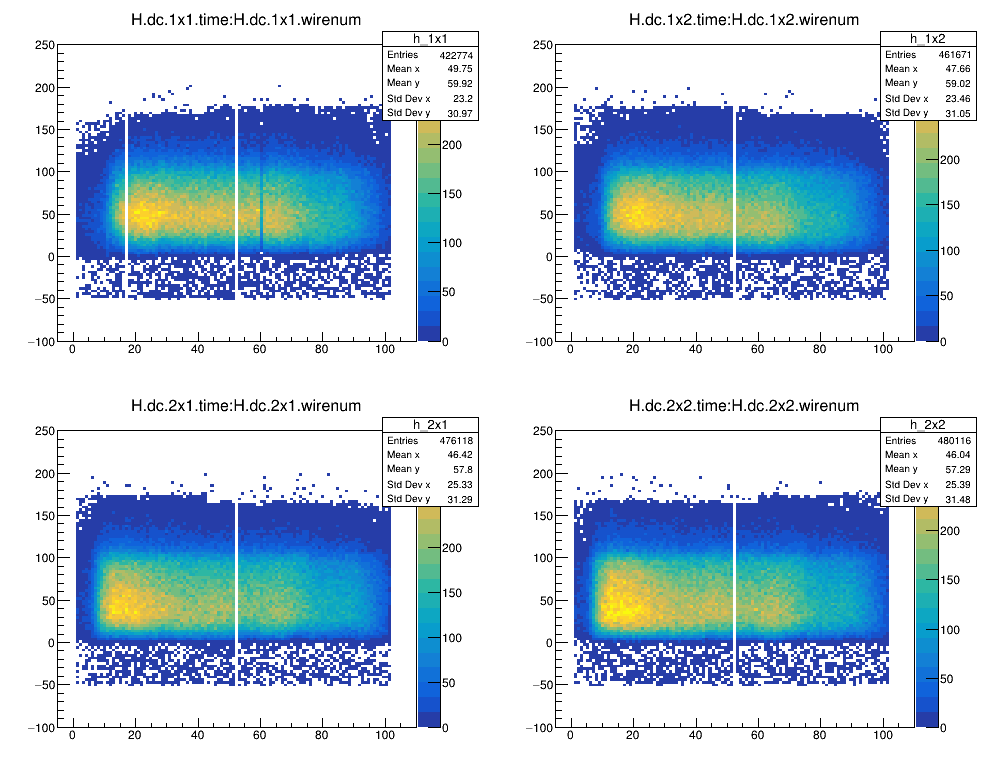 H.dc.1x1.time:H.dc.1x1.wirenum
h_1x1
Entries 422774
Mean x 49.75
Mean y 59.92
Std Dev x 23.2
Std Dev y 30.97
250
200
150
100
50
0
−50
−100
0 20 40 60 80 100
200
150
100
50
0
H.dc.1x2.time:H.dc.1x2.wirenum
h_1x2
Entries 461671
Mean x 47.66
Mean y 59.02
Std Dev x 23.46
Std Dev y 31.05
250
200
150
100
50
0
−50
−100
0 20 40 60 80 100
200
150
100
50
0
H.dc.2x1.time:H.dc.2x1.wirenum
h_2x1
Entries 476118
Mean x 46.42
Mean y 57.8
Std Dev x 25.33
Std Dev y 31.29
250
200
150
100
50
0
−50
−100
0 20 40 60 80 100
200
150
100
50
0
H.dc.2x2.time:H.dc.2x2.wirenum
h_2x2
Entries 480116
Mean x 46.04
Mean y 57.29
Std Dev x 25.39
Std Dev y 31.48
250
200
150
100
50
0
−50
−100
0 20 40 60 80 100
200
150
100
50
0